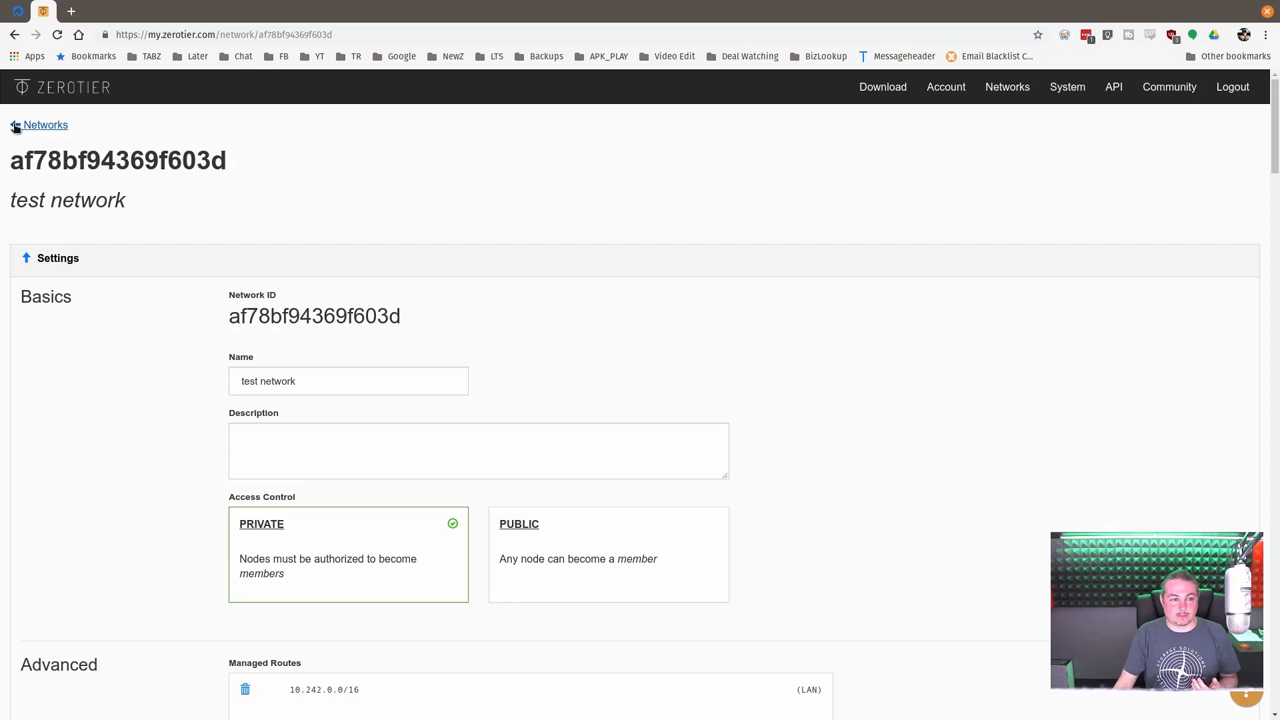 https://my.zerotier.com/network/af78bf94369f603d
Apps Bookmarks TABZ Later Chat FB YT TR Google NewZ LTS Backups APK_PLAY Video Edit Deal Watching BizLookup Messageheader Email Blacklist C... Other bookmarks
ZEROTIER Download Account Networks System API Community Logout
Networks
af78bf94369f603d
test network
Settings
Basics
Network ID
af78bf94369f603d
Name
test network
Description
Access Control
PRIVATE
Nodes must be authorized to become
members
PUBLIC
Any node can become a member
Advanced
Managed Routes
10.242.0.0/16 (LAN)